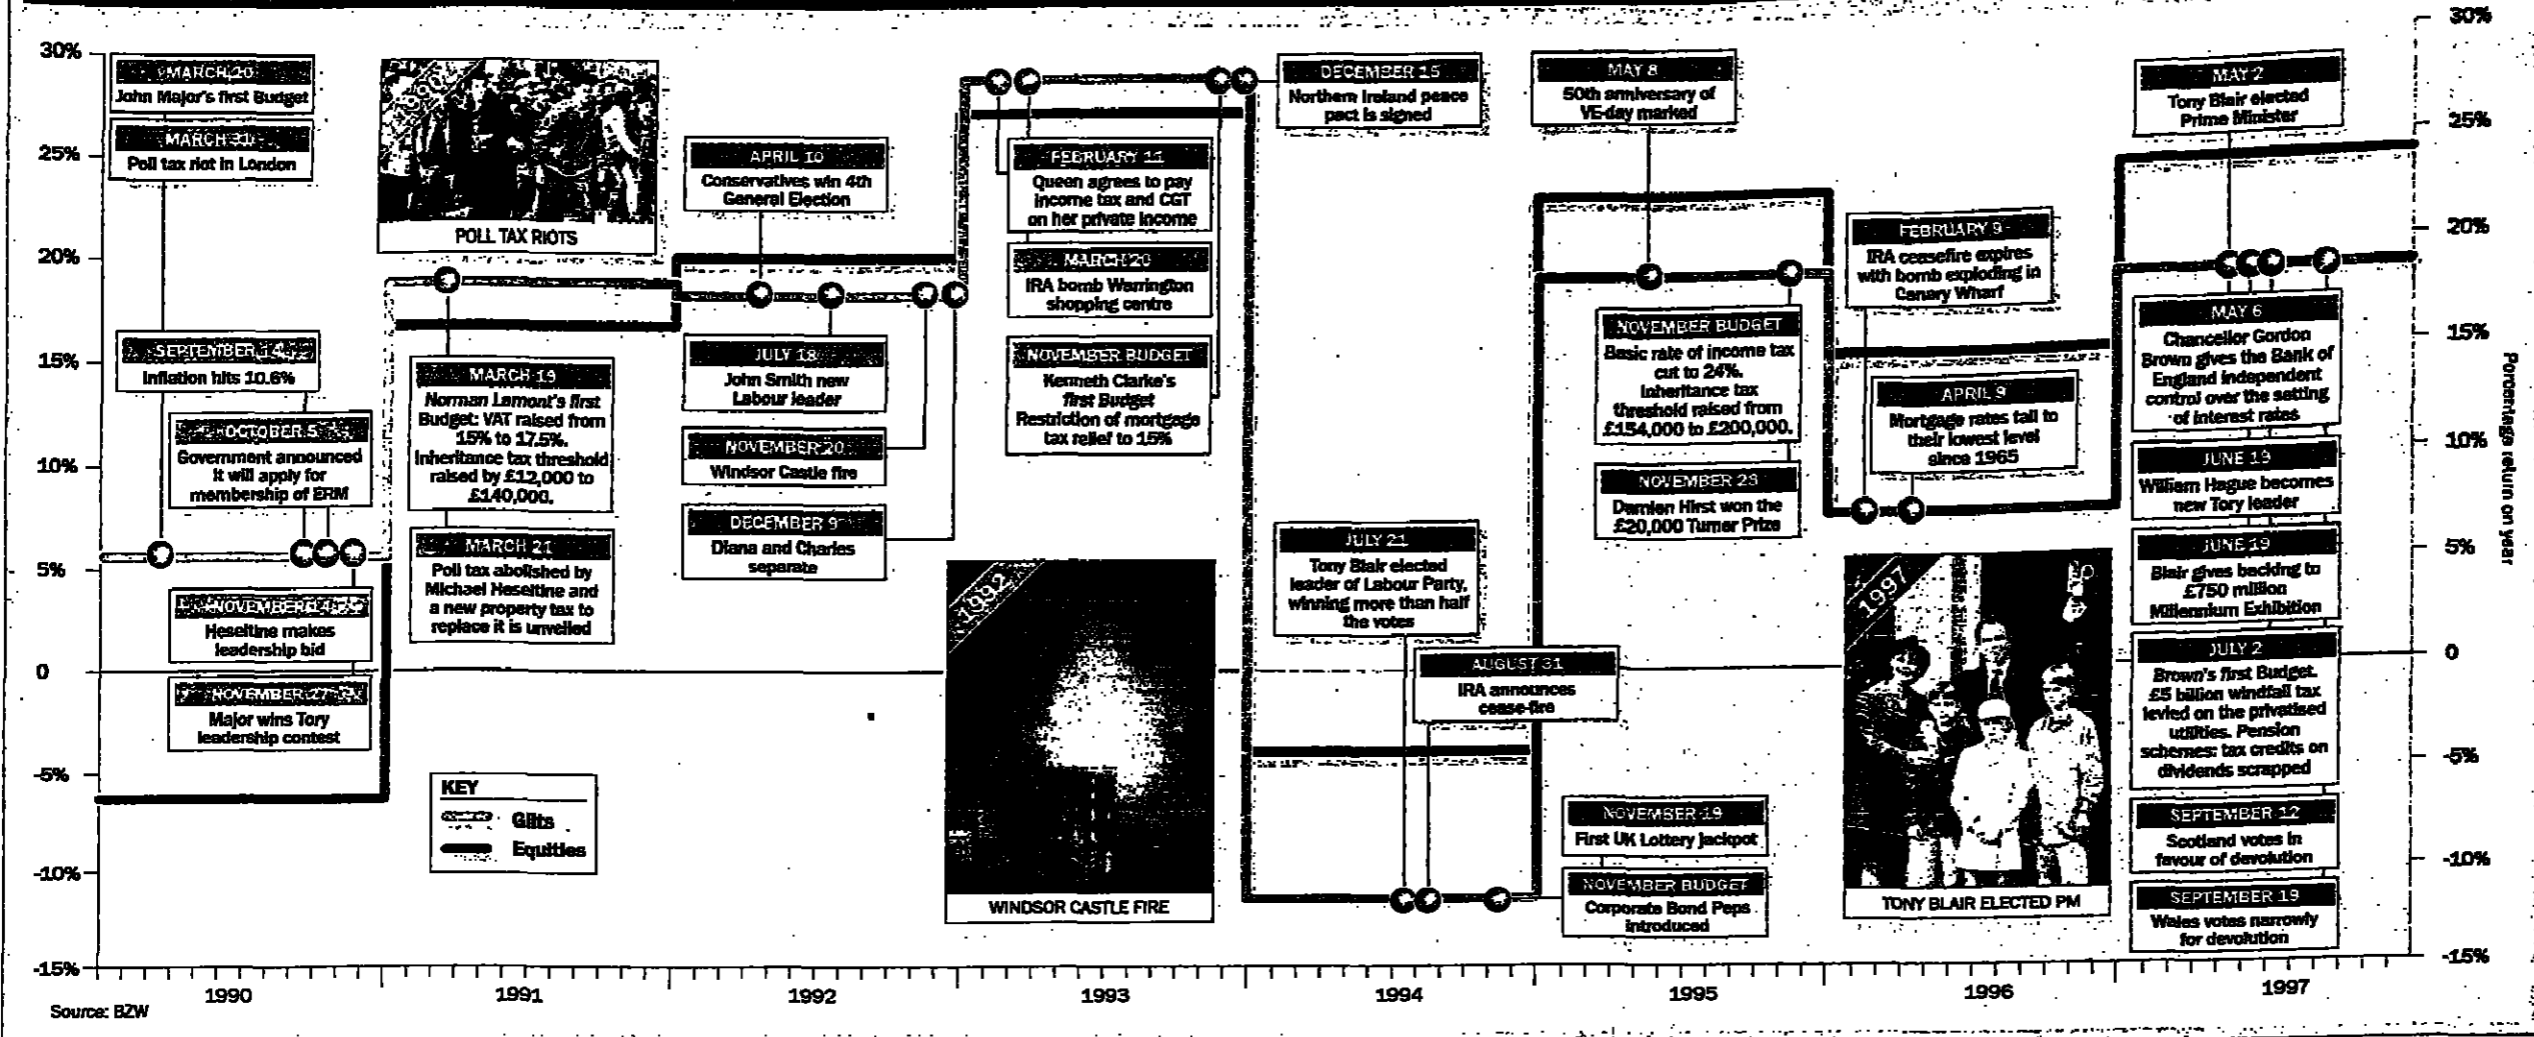 30%
25%
20%
15%
10%
5%
0
-5%
-10%
-15%
MARCH 20
John Major's first Budget
MARCH 31
Poll tax riot in London
SEPTEMBER 14
Inflation hits 10.6%
OCTOBER 5
Government announced
it will apply for
membership of ERM
NOVEMBER 14
Heseltine makes
leadership bid
NOVEMBER 27
Major wins Tory
leadership contest
POLL TAX RIOTS
MARCH 19
Norman Lamont's first
Budget: VAT raised from
15% to 17.5%.
Inheritance tax threshold
raised by £12,000 to
£140,000.
MARCH 21
Poll tax abolished by
Michael Heseltine and
a new property tax to
replace it is unveiled
KEY
Gilts
Equities
APRIL 10
Conservatives win 4th
General Election
JULY 18
John Smith new
Labour leader
NOVEMBER 20
Windsor Castle fire
DECEMBER 9
Diana and Charles
separate
1992
WINDSOR CASTLE FIRE
FEBRUARY 11
Queen agrees to pay
income tax and CGT
on her private income
MARCH 20
IRA bomb Warrington
shopping centre
NOVEMBER BUDGET
Kenneth Clarke's
first Budget
Restriction of mortgage
tax relief to 15%
DECEMBER 15
Northern Ireland peace
pact is signed
JULY 21
Tony Blair elected
leader of Labour Party,
winning more than half
the votes
AUGUST 31
IRA announces
cease-fire
NOVEMBER 19
First UK Lottery jackpot
NOVEMBER BUDGET
Corporate Bond Peps
introduced
MAY 8
50th anniversary of
VE-day marked
NOVEMBER BUDGET
Basic rate of income tax
cut to 24%.
Inheritance tax
threshold raised from
£154,000 to £200,000.
NOVEMBER 28
Damien Hirst won the
£20,000 Turner Prize
FEBRUARY 9
IRA ceasefire expires
with bomb exploding in
Canary Wharf
APRIL 9
Mortgage rates fall to
their lowest level
since 1965
1997
TONY BLAIR ELECTED PM
MAY 2
Tony Blair elected
Prime Minister
MAY 6
Chancellor Gordon
Brown gives the Bank of
England independent
control over the setting
of interest rates
JUNE 19
William Hague becomes
new Tory leader
JUNE 19
Blair gives backing to
£750 million
Millennium Exhibition
JULY 2
Brown's first Budget.
£5 billion windfall tax
levied on the privatised
utilities. Pension
schemes: tax credits on
dividends scrapped
SEPTEMBER 12
Scotland votes in
favour of devolution
SEPTEMBER 19
Wales votes narrowly
for devolution
30%
25%
20%
15%
10%
5%
0
-5%
-10%
-15%
Percentage return on year
1990
1991
1992
1993
1994
1995
1996
1997
Source: BZW